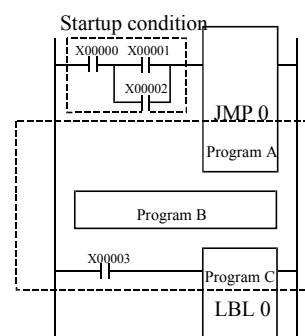 Startup condition
X00000 X00001
X00002
JMP 0
Program A
Program B
X00003
Program C
LBL 0